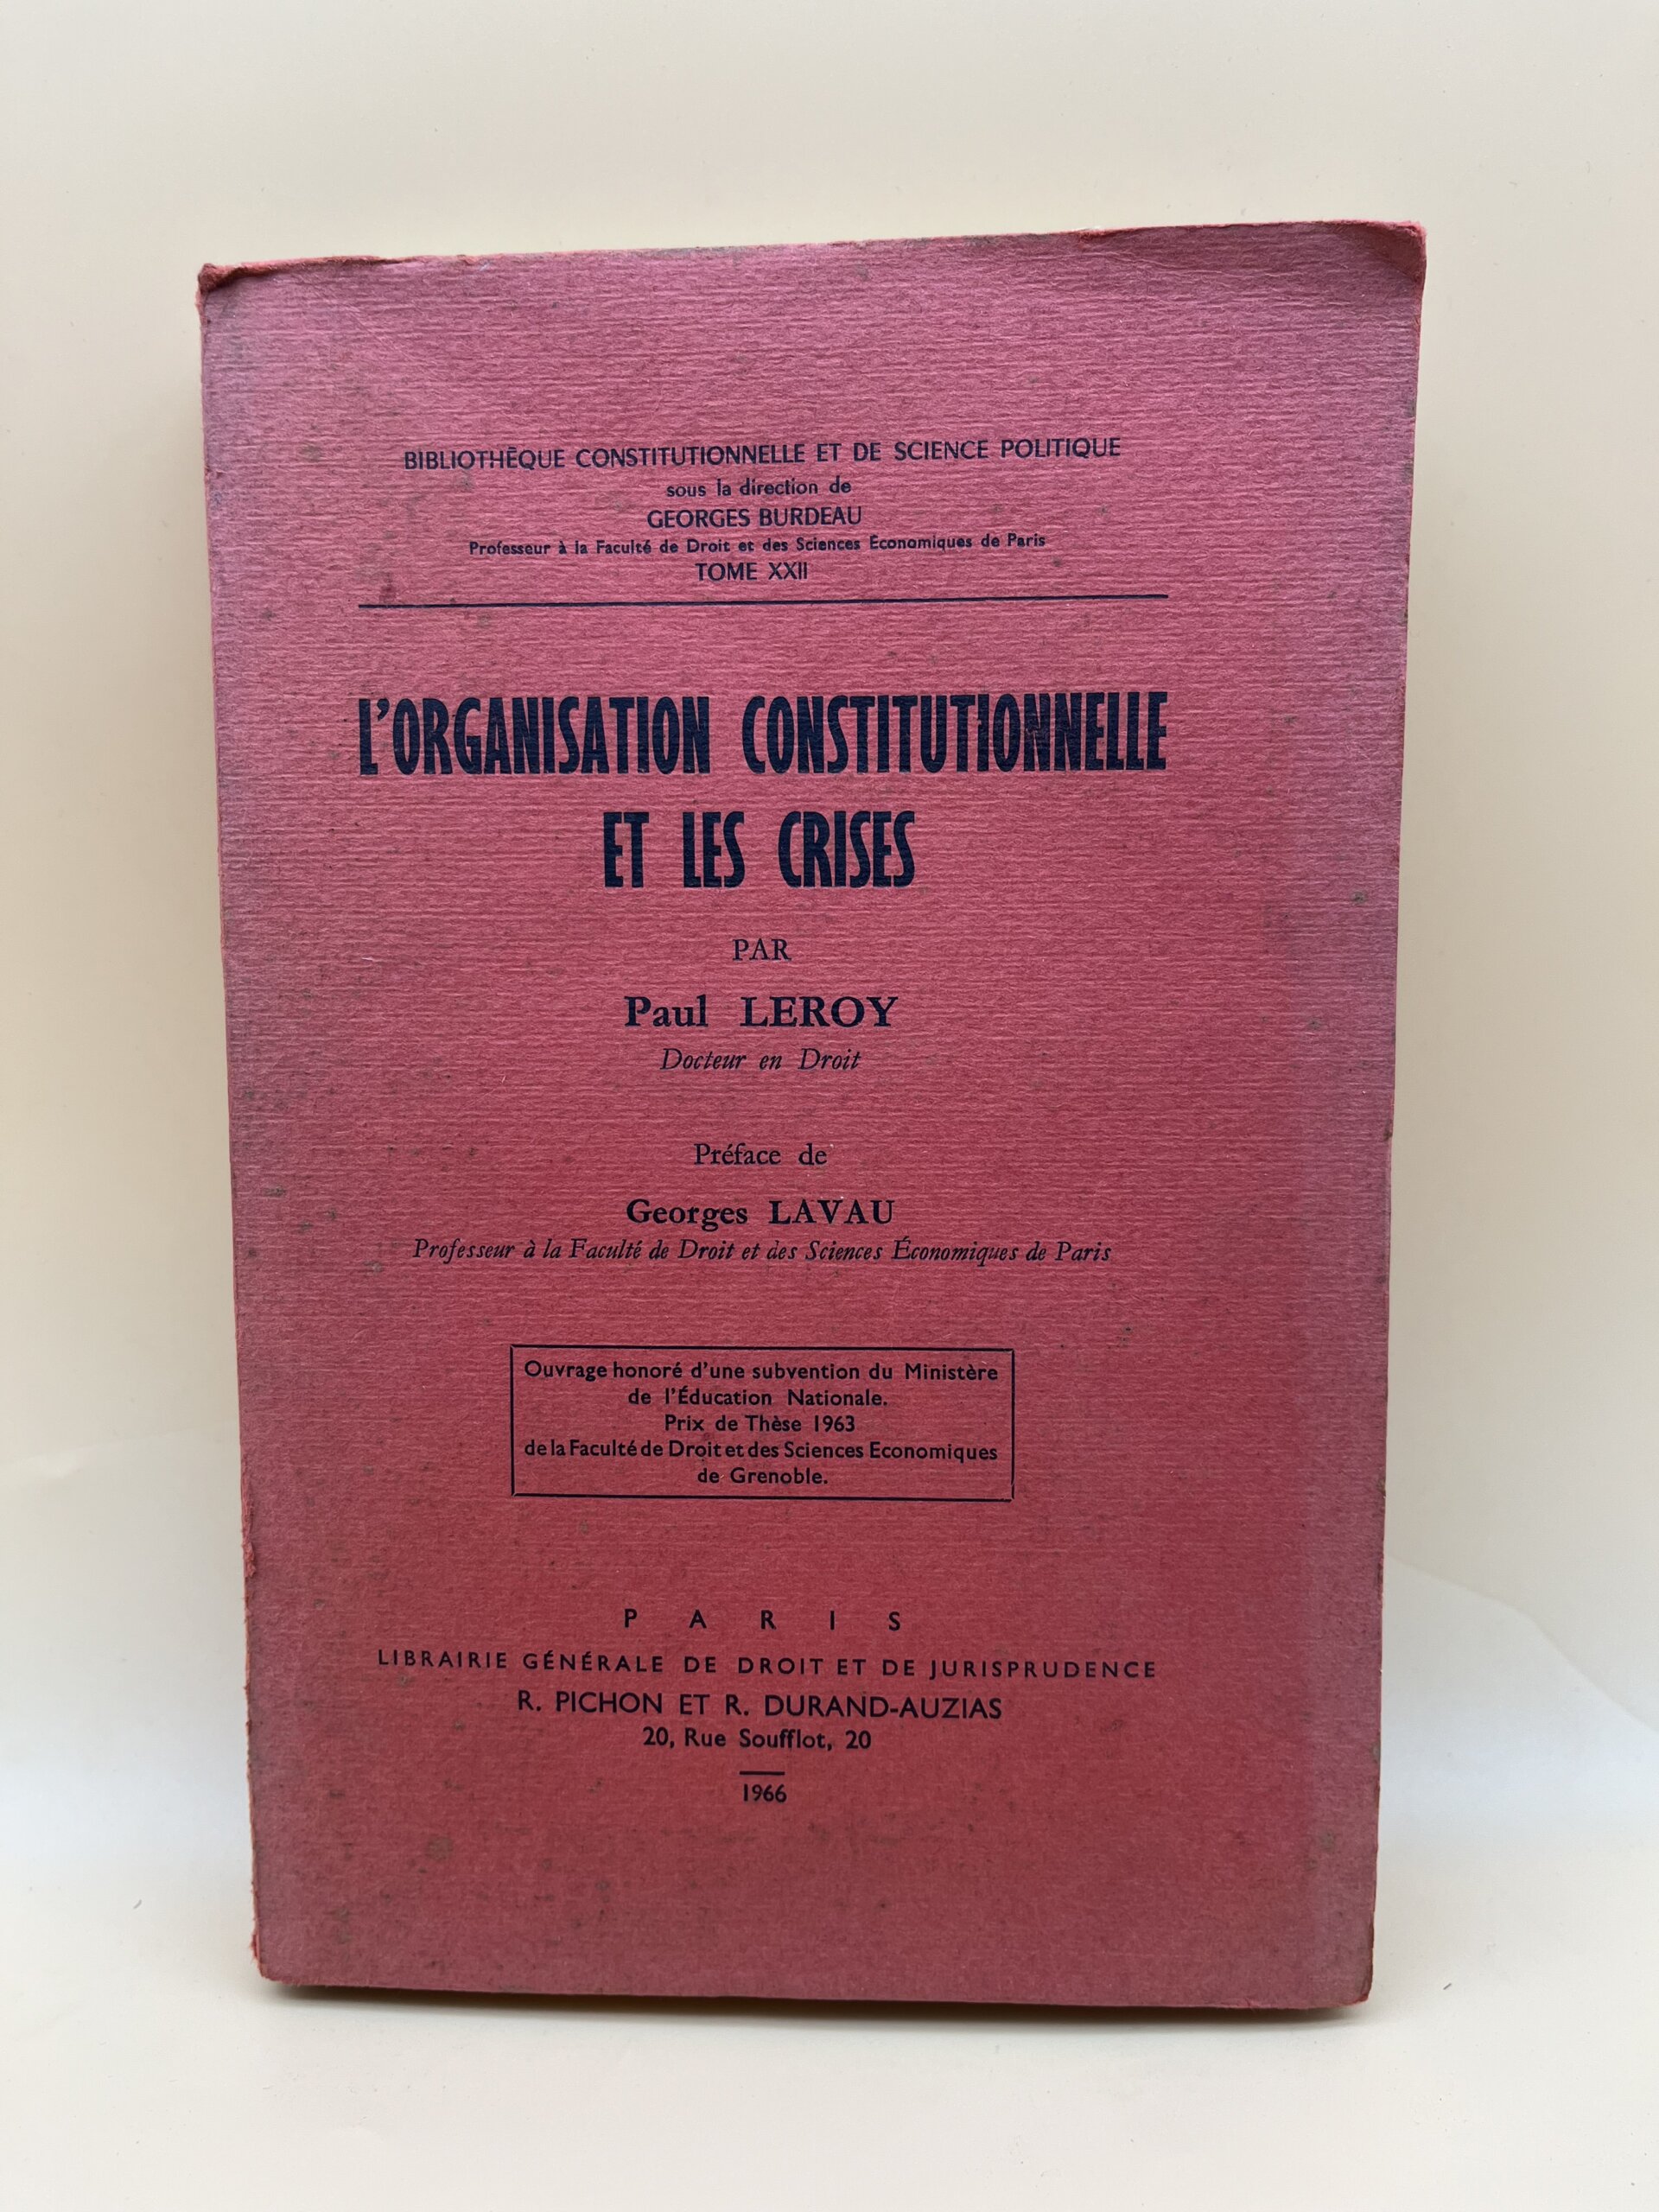 BIBLIOTHÈQUE CONSTITUTIONNELLE ET DE SCIENCE POLITIQUE
sous la direction de
GEORGES BURDEAU
Professeur à la Faculté de Droit et des Sciences Économiques de Paris
TOME XXII
L'ORGANISATION CONSTITUTIONNELLE
ET LES CRISES
PAR
Paul LEROY
Docteur en Droit
Préface de
Georges LAVAU
Professeur à la Faculté de Droit et des Sciences Économiques de Paris
Ouvrage honoré d'une subvention du Ministère
de l'Éducation Nationale.
Prix de Thèse 1963
de la Faculté de Droit et des Sciences Economiques
de Grenoble.
PARIS
LIBRAIRIE GÉNÉRALE DE DROIT ET DE JURISPRUDENCE
R. PICHON ET R. DURAND-AUZIAS
20, Rue Soufflot, 20
1966